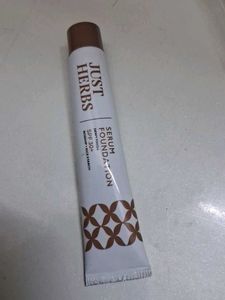 JUST
HERBS
SERUM
FOUNDATION
SPF 30+